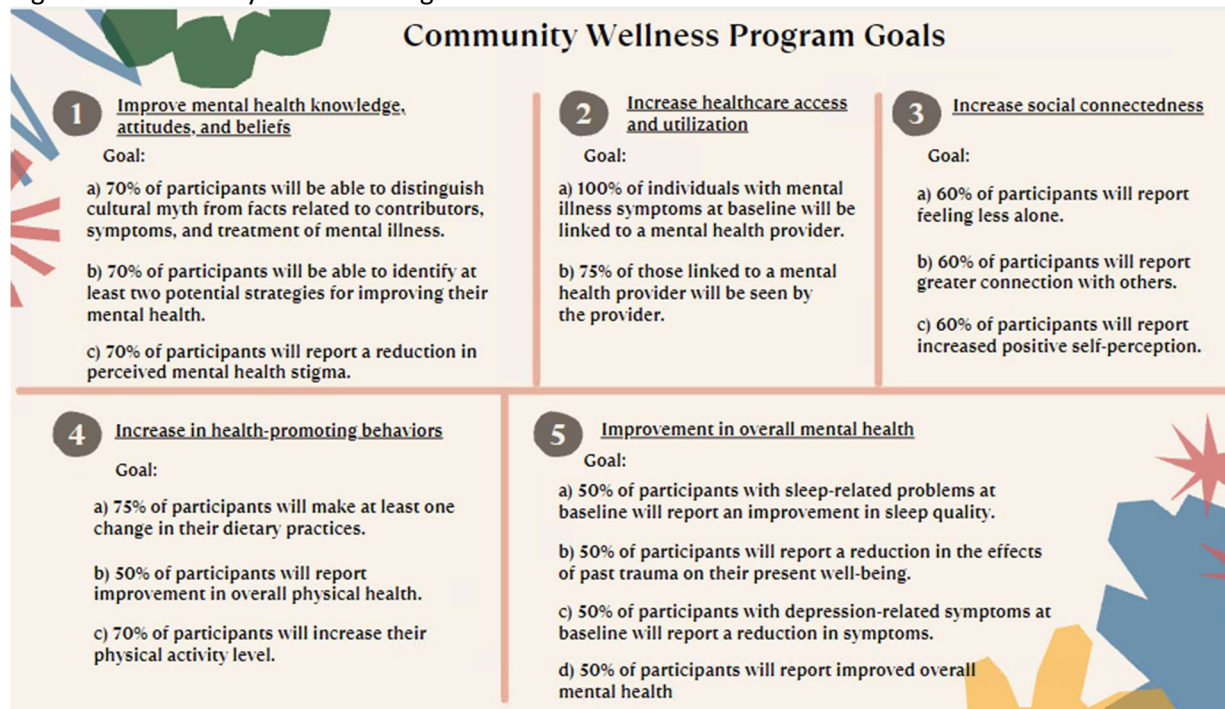 Community Wellness Program Goals
1
Improve mental health knowledge,
attitudes, and beliefs
Goal:
a) 70% of participants will be able to distinguish
cultural myth from facts related to contributors,
symptoms, and treatment of mental illness.
b) 70% of participants will be able to identify at
least two potential strategies for improving their
mental health.
c) 70% of participants will report a reduction in
perceived mental health stigma.
2
Increase healthcare access
and utilization
Goal:
a) 100% of individuals with mental
illness symptoms at baseline will be
linked to a mental health provider.
b) 75% of those linked to a mental
health provider will be seen by
the provider.
3
Increase social connectedness
Goal:
a) 60% of participants will report
feeling less alone.
b) 60% of participants will report
greater connection with others.
c) 60% of participants will report
increased positive self-perception.
4
Increase in health-promoting behaviors
Goal:
a) 75% of participants will make at least one
change in their dietary practices.
b) 50% of participants will report
improvement in overall physical health.
c) 70% of participants will increase their
physical activity level.
5
Improvement in overall mental health
Goal:
a) 50% of participants with sleep-related problems at
baseline will report an improvement in sleep quality.
b) 50% of participants will report a reduction in the effects
of past trauma on their present well-being.
c) 50% of participants with depression-related symptoms at
baseline will report a reduction in symptoms.
d) 50% of participants will report improved overall
mental health